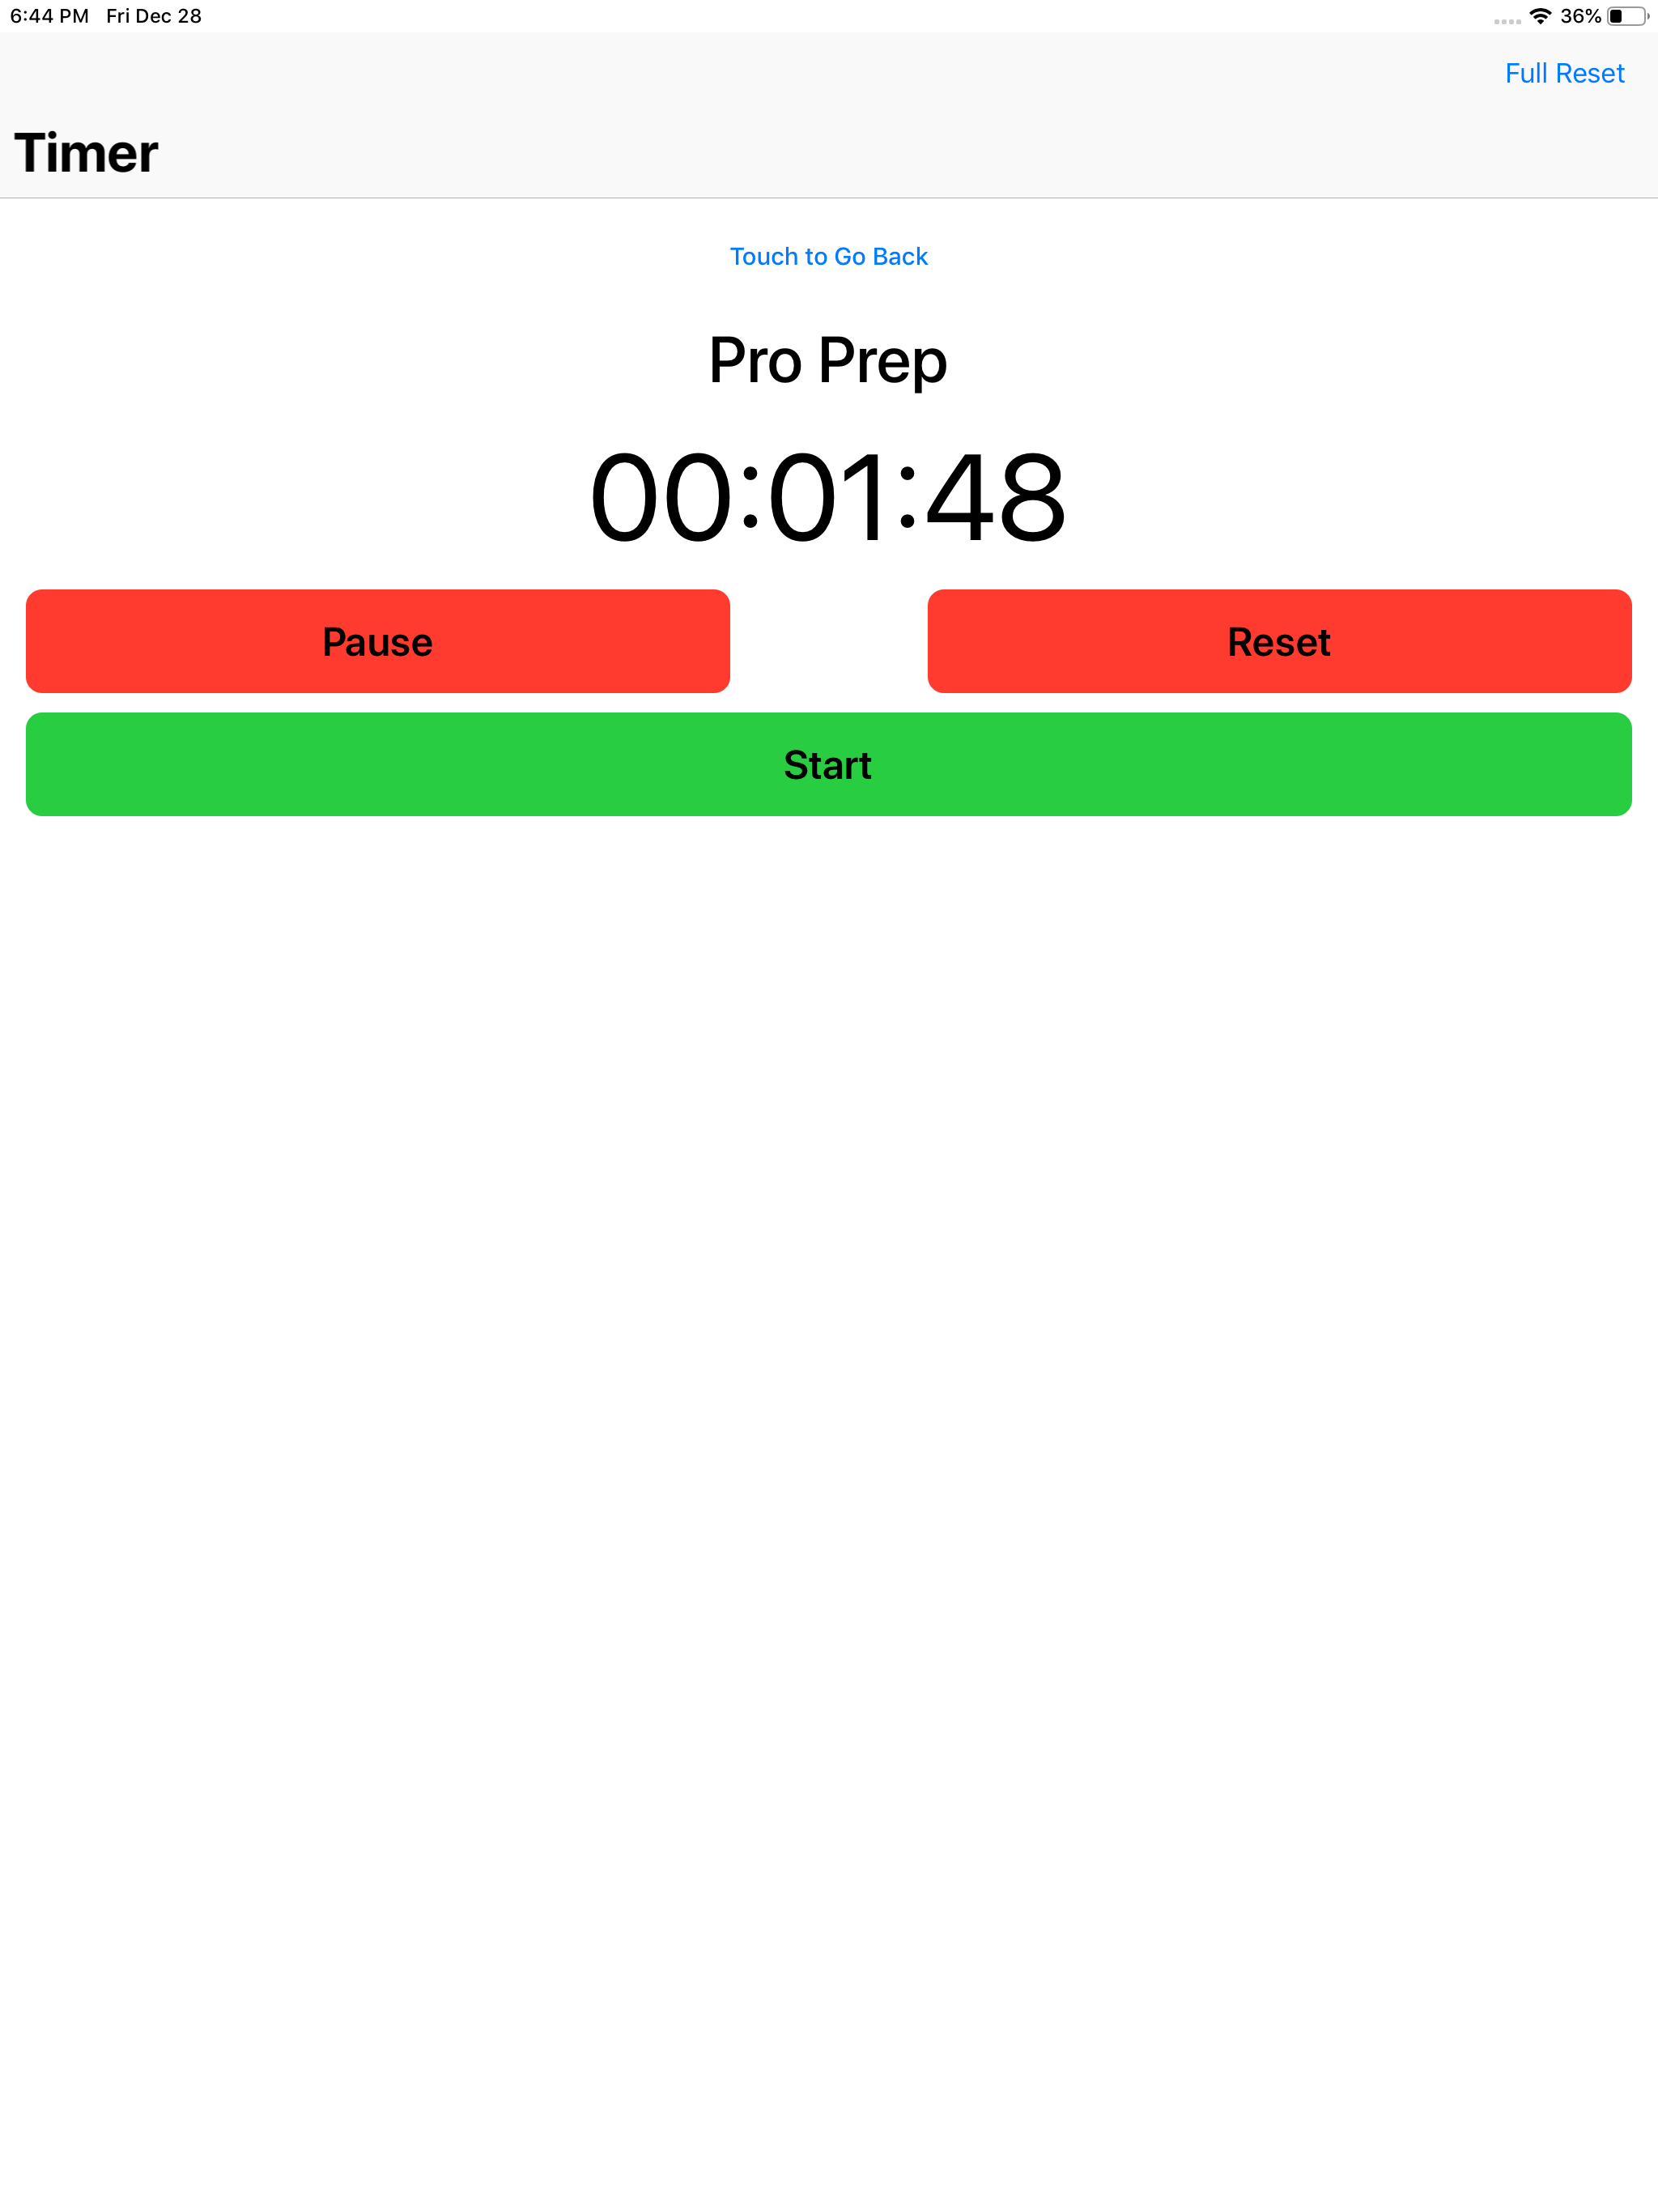 6:44 PM Fri Dec 28 36%
Full Reset
Timer
Touch to Go Back
Pro Prep
00:01:48
Pause Reset
Start